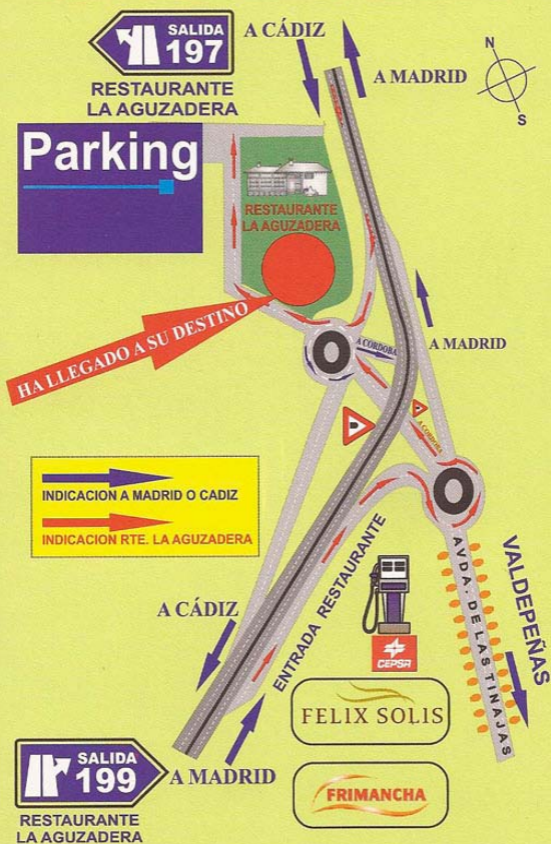 SALIDA
197
RESTAURANTE
LA AGUZADERA
A CÁDIZ
A MADRID
N
S
Parking
RESTAURANTE
LA AGUZADERA
HA LLEGADO A SU DESTINO
A CORDOBA
A MADRID
A CORDOBA
INDICACION A MADRID O CADIZ
INDICACION RTE. LA AGUZADERA
ENTRADA RESTAURANTE
AVDA. DE LAS TINAJAS
VALDEPEÑAS
A CÁDIZ
CEPSA
FELIX SOLIS
SALIDA
199
A MADRID
RESTAURANTE
LA AGUZADERA
FRIMANCHA